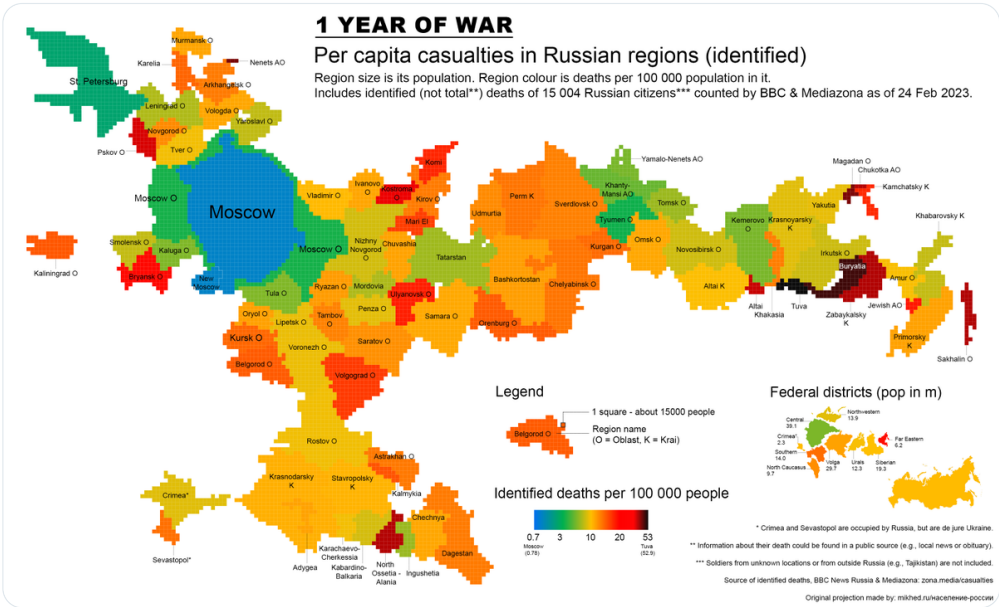 1 YEAR OF WAR
Per capita casualties in Russian regions (identified)
Region size is its population. Region colour is deaths per 100 000 population in it.
Includes identified (not total**) deaths of 15 004 Russian citizens*** counted by BBC & Mediazona as of 24 Feb 2023.
Murmansk O
Karelia
Nenets AO
St. Petersburg
Arkhangelsk O
Leningrad O
Vologda O
Yaroslavl O
Novgorod O
Pskov O
Tver O
Moscow O
Moscow
Vladimir O
Ivanovo
O
Kostroma
O
Komi
Kirov O
Mari El
Smolensk O
Kaluga O
Bryansk O
Kaliningrad O
New
Moscow
Moscow O
Nizhny
Novgorod
O
Chuvashia
Tatarstan
Tula O
Ryazan O
Mordovia
Ulyanovsk O
Penza O
Oryol O
Lipetsk O
Tambov
O
Samara O
Kursk O
Voronezh O
Saratov O
Belgorod O
Volgograd O
Udmurtia
Perm K
Sverdlovsk O
Bashkortostan
Chelyabinsk O
Orenburg O
Kurgan O
Yamalo-Nenets AO
Khanty-
Mansi AO
Tyumen O
Tomsk O
Omsk O
Novosibirsk O
Altai K
Kemerovo
O
Krasnoyarsky
K
Altai
Khakasia
Tuva
Irkutsk O
Yakutia
Buryatia
Zabaykalsky
K
Magadan O
Chukotka AO
Kamchatsky K
Khabarovsky K
Amur O
Jewish AO
Primorsky
K
Sakhalin O
Rostov O
Krasnodarsky
K
Stavropolsky
K
Astrakhan O
Kalmykia
Chechnya
Dagestan
Crimea*
Sevastopol*
Adygea
Karachaevo-
Cherkessia
Kabardino-
Balkaria
North
Ossetia -
Alania
Ingushetia
Legend
Belgorod O
1 square - about 15000 people
Region name
(O = Oblast, K = Krai)
Identified deaths per 100 000 people
0.7
Moscow
(0.78)
3
10
20
53
Tuva
(52.9)
Federal districts (pop in m)
Northwestern
13.9
Central
39.1
Crimea*
2.3
Southern
14.0
North Caucasus
9.7
Volga
29.7
Urals
12.3
Siberian
19.3
Far Eastern
6.2
* Crimea and Sevastopol are occupied by Russia, but are de jure Ukraine.
** Information about their death could be found in a public source (e.g., local news or obituary).
*** Soldiers from unknown locations or from outside Russia (e.g., Tajikistan) are not included.
Source of identified deaths, BBC News Russia & Mediazona: zona.media/casualties
Original projection made by: mikhed.ru/население-россии